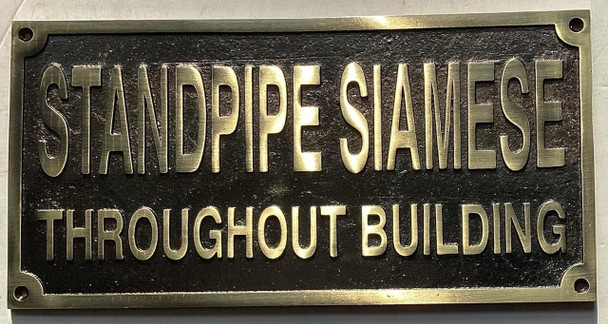 STANDPIPE SIAMESE
THROUGHOUT BUILDING